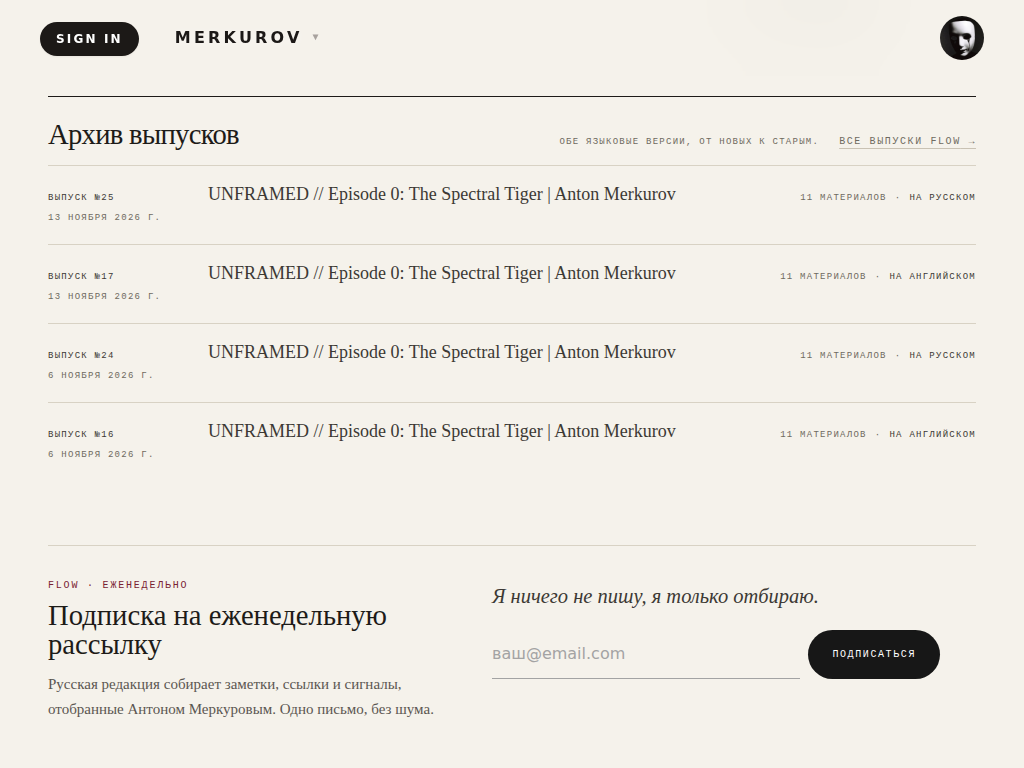 SIGN IN
MERKUROV ▼
Архив выпусков
ОБЕ ЯЗЫКОВЫЕ ВЕРСИИ, ОТ НОВЫХ К СТАРЫМ.
ВСЕ ВЫПУСКИ FLOW →
ВЫПУСК №25
13 НОЯБРЯ 2026 Г.
UNFRAMED // Episode 0: The Spectral Tiger | Anton Merkurov
11 МАТЕРИАЛОВ · НА РУССКОМ
ВЫПУСК №17
13 НОЯБРЯ 2026 Г.
UNFRAMED // Episode 0: The Spectral Tiger | Anton Merkurov
11 МАТЕРИАЛОВ · НА АНГЛИЙСКОМ
ВЫПУСК №24
6 НОЯБРЯ 2026 Г.
UNFRAMED // Episode 0: The Spectral Tiger | Anton Merkurov
11 МАТЕРИАЛОВ · НА РУССКОМ
ВЫПУСК №16
6 НОЯБРЯ 2026 Г.
UNFRAMED // Episode 0: The Spectral Tiger | Anton Merkurov
11 МАТЕРИАЛОВ · НА АНГЛИЙСКОМ
FLOW · ЕЖЕНЕДЕЛЬНО
Подписка на еженедельную
рассылку
Русская редакция собирает заметки, ссылки и сигналы,
отобранные Антоном Меркуровым. Одно письмо, без шума.
Я ничего не пишу, я только отбираю.
ваш@email.com
ПОДПИСАТЬСЯ